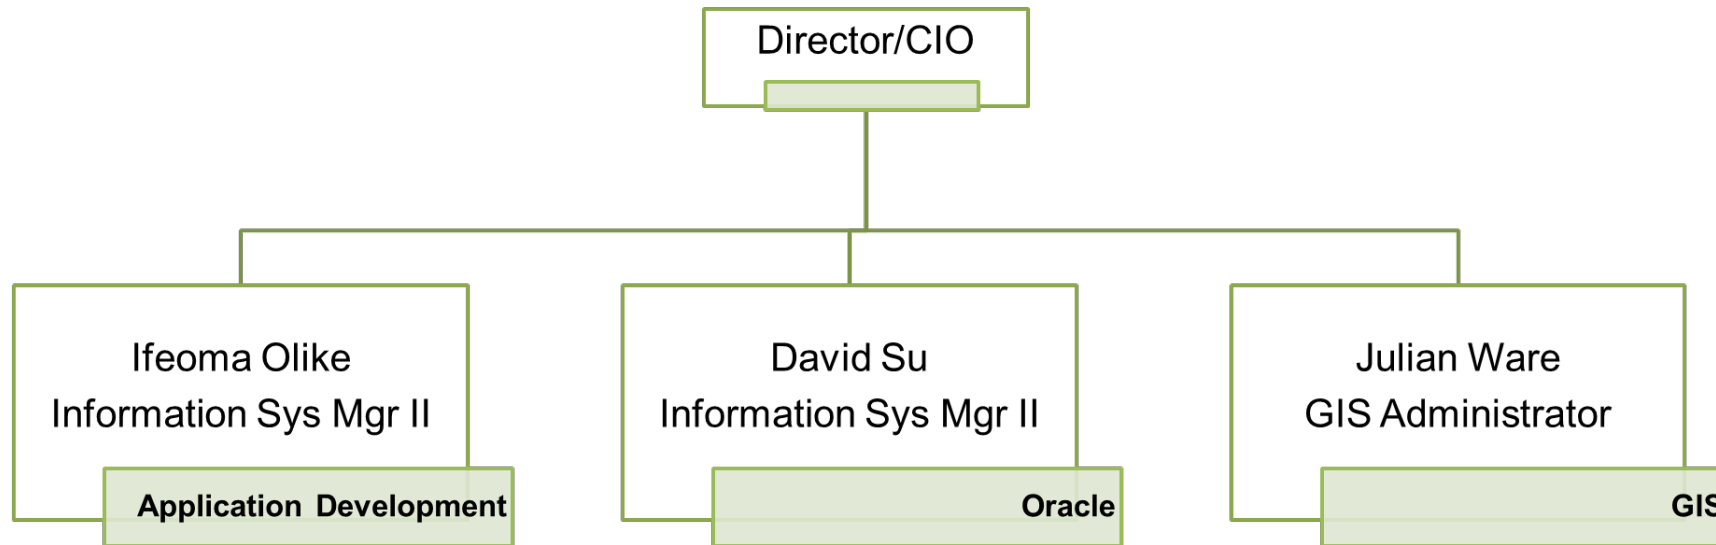 Director/CIO
Ifeoma Olike
Information Sys Mgr II
Application Development
David Su
Information Sys Mgr II
Oracle
Julian Ware
GIS Administrator
GIS